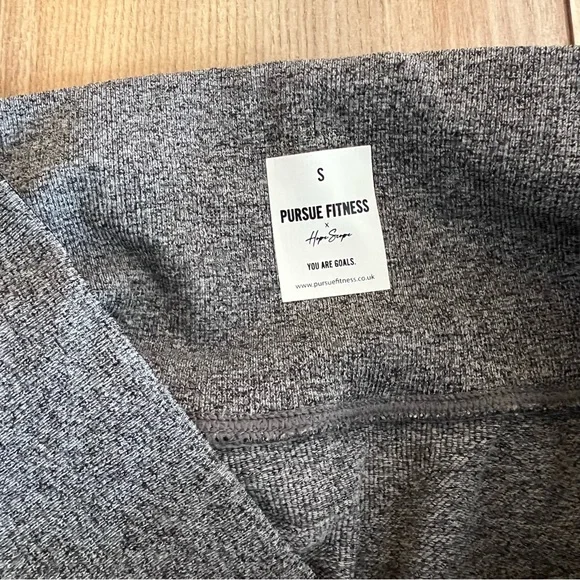 S
PURSUE FITNESS
x
Hope Scope
YOU ARE GOALS.
www.pursuefitness.co.uk